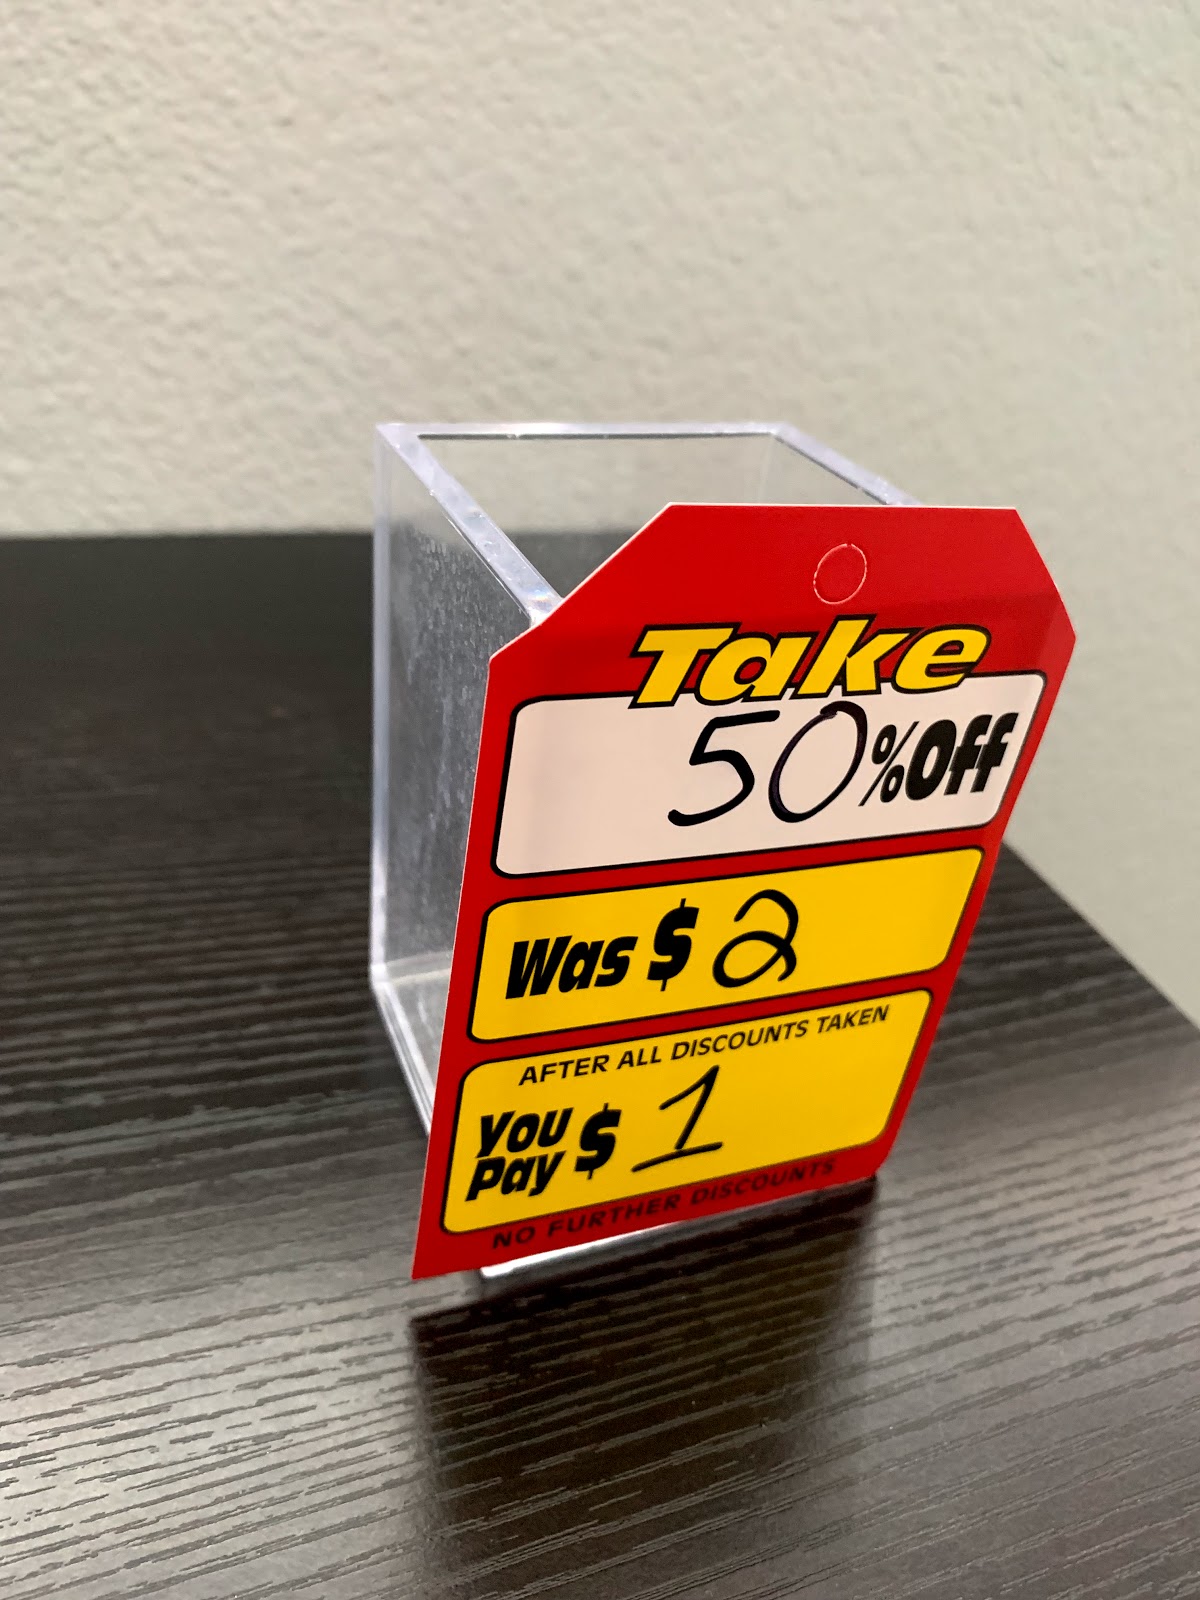 Take
50%Off
Was $ 2
AFTER ALL DISCOUNTS TAKEN
You
Pay $ 1
NO FURTHER DISCOUNTS